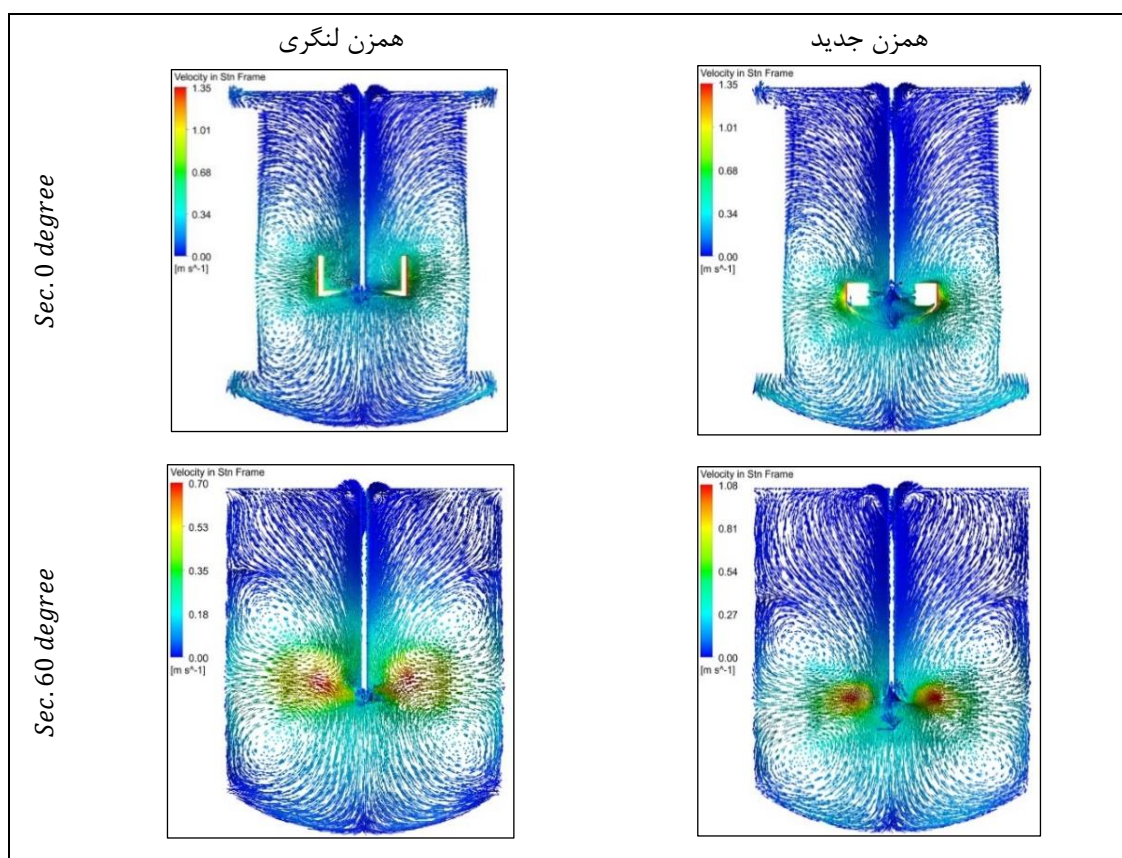 همزن لنگری
همزن جدید
Sec. 0 degree
Velocity in Stn Frame
1.35
1.01
0.68
0.34
0.00
[m s^-1]
Velocity in Stn Frame
1.35
1.01
0.68
0.34
0.00
[m s^-1]
Sec. 60 degree
Velocity in Stn Frame
0.70
0.53
0.35
0.18
0.00
[m s^-1]
Velocity in Stn Frame
1.08
0.81
0.54
0.27
0.00
[m s^-1]